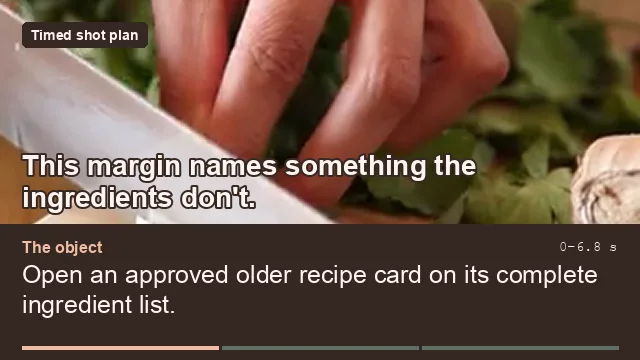 Timed shot plan
This margin names something the
ingredients don't.
The object
0–6.8 s
Open an approved older recipe card on its complete
ingredient list.